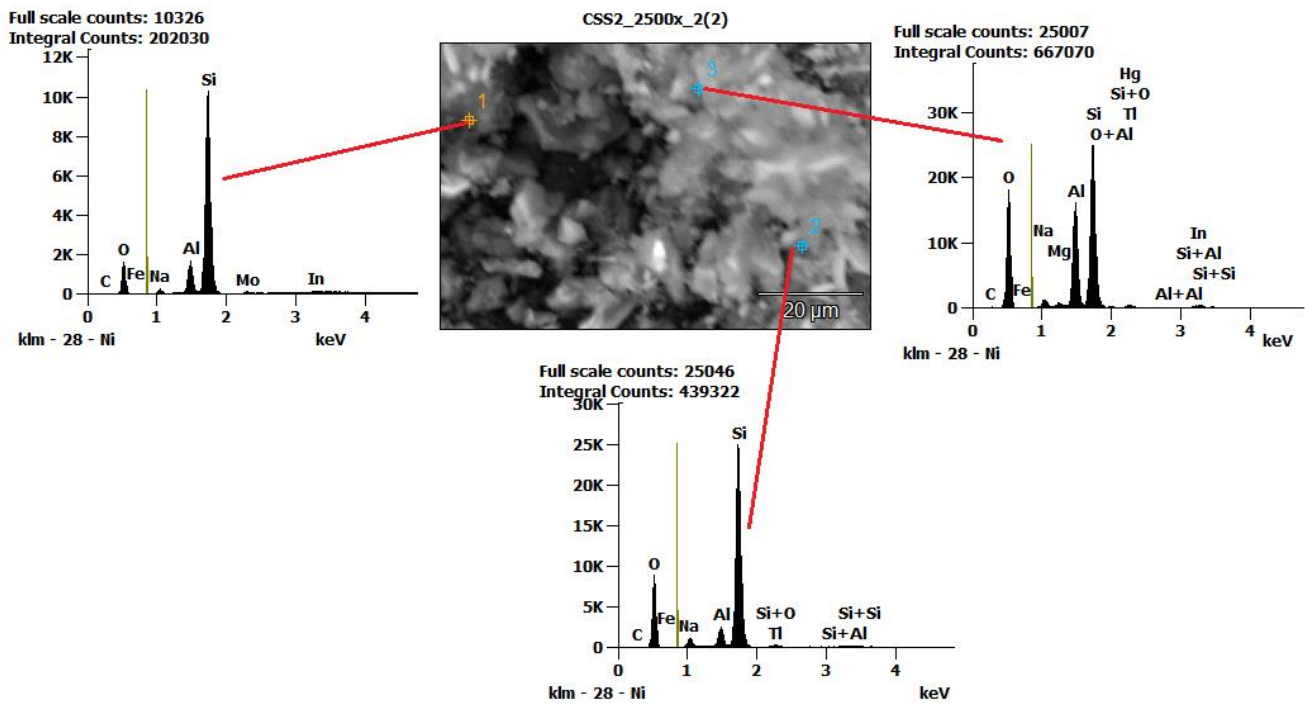 Full scale counts: 10326
Integral Counts: 202030
12K
10K
8K
6K
4K
2K
0
Si
O
Al
C
Fe
Na
Mo
In
0
1
2
3
4
klm - 28 - Ni
keV
CSS2_2500x_2(2)
1
3
2
20 µm
Full scale counts: 25007
Integral Counts: 667070
30K
20K
10K
0
Hg
Si+O
Si
Tl
O+Al
O
Al
Na
Mg
In
Si+Al
Si+Si
C
Fe
Al+Al
0
1
2
3
4
klm - 28 - Ni
keV
Full scale counts: 25046
Integral Counts: 439322
30K
25K
20K
15K
10K
5K
0
Si
O
C
Fe
Na
Al
Si+O
Tl
Si+Si
Si+Al
0
1
2
3
4
klm - 28 - Ni
keV